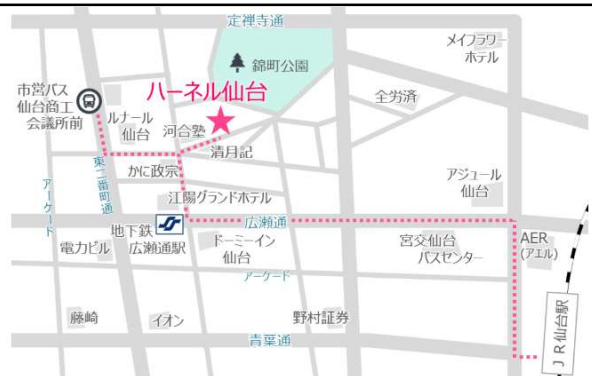 定禅寺通
メイフラワー
ホテル
錦町公園
市営バス
仙台商工
会議所前
ハーネル仙台
全労済
ルナール
仙台
河合塾
清月記
かに政宗
アジュール
仙台
東二番町通
アーケード
江陽グランドホテル
広瀬通
地下鉄
広瀬通駅
電力ビル
ドーミーイン
仙台
宮交仙台
バスセンター
AER
(アエル)
アーケード
藤崎
イオン
野村証券
青葉通
JR仙台駅